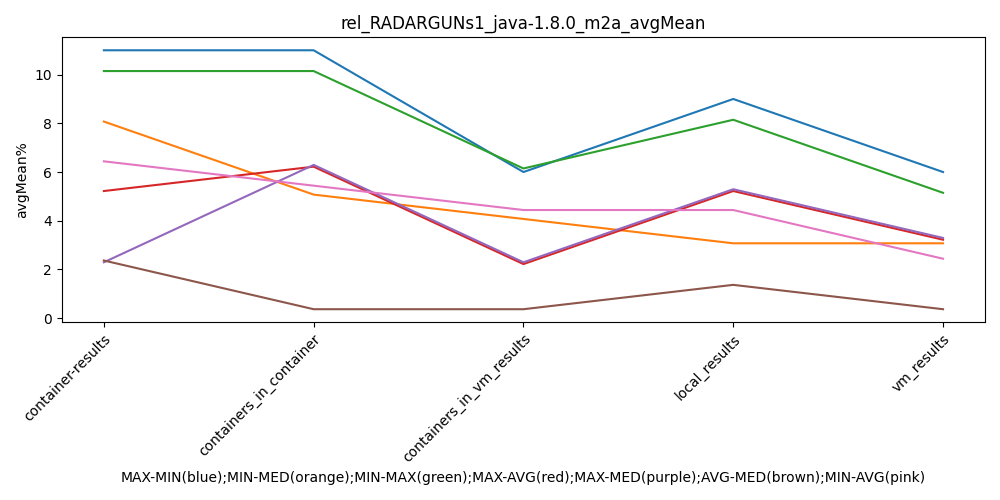 rel_RADARGUNs1_java-1.8.0_m2a_avgMean
avgMean%
10
8
6
4
2
0
container-results
containers_in_container
containers_in_vm_results
local_results
vm_results
MAX-MIN(blue);MIN-MED(orange);MIN-MAX(green);MAX-AVG(red);MAX-MED(purple);AVG-MED(brown);MIN-AVG(pink)